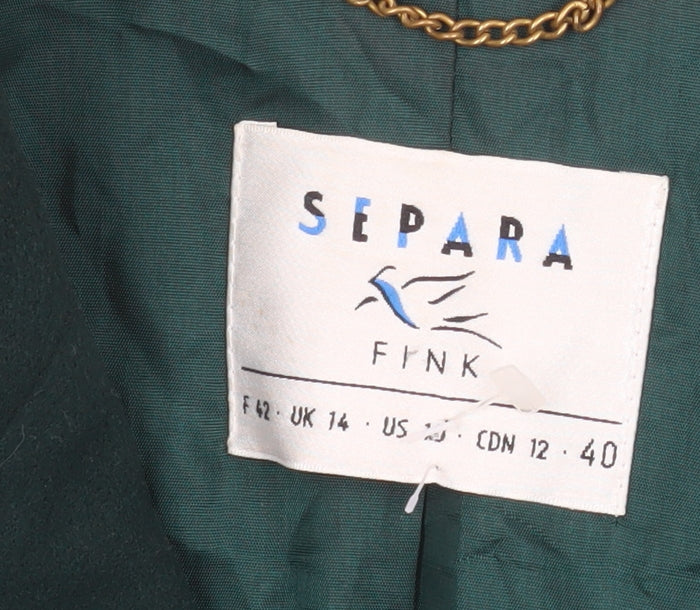 SEPARA
FINK
F 42 · UK 14 · US · CDN 12 · 40